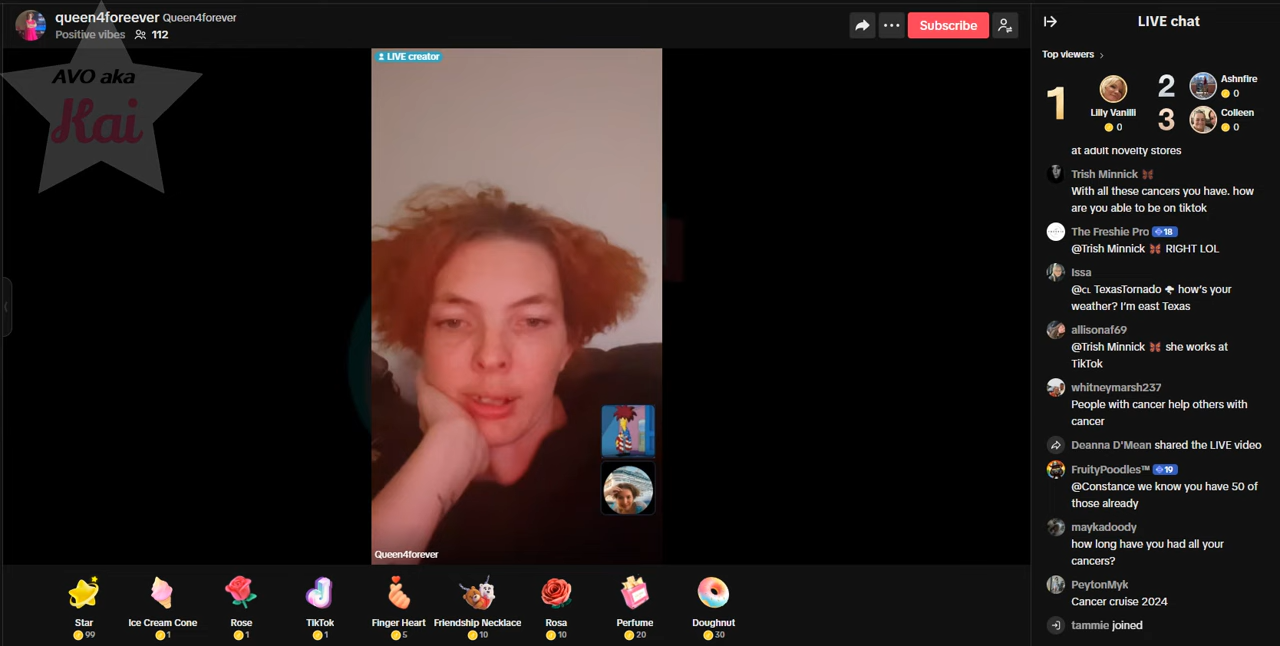 queen4foreever Queen4forever
Positive vibes 112
Subscribe
AVO aka
Kai
LIVE creator
Queen4forever
Star
99
Ice Cream Cone
1
Rose
1
TikTok
1
Finger Heart
5
Friendship Necklace
10
Rosa
10
Perfume
20
Doughnut
30
LIVE chat
Top viewers
1
Lilly Vanilli
0
2
Ashnfire
0
3
Colleen
0
at adult novelty stores
Trish Minnick
With all these cancers you have. how
are you able to be on tiktok
The Freshie Pro 18
@Trish Minnick RIGHT LOL
Issa
@CL TexasTornado how's your
weather? I'm east Texas
allisonaf69
@Trish Minnick she works at
TikTok
whitneymarsh237
People with cancer help others with
cancer
Deanna D'Mean shared the LIVE video
FruityPoodles™ 19
@Constance we know you have 50 of
those already
maykadoody
how long have you had all your
cancers?
PeytonMyk
Cancer cruise 2024
tammie joined